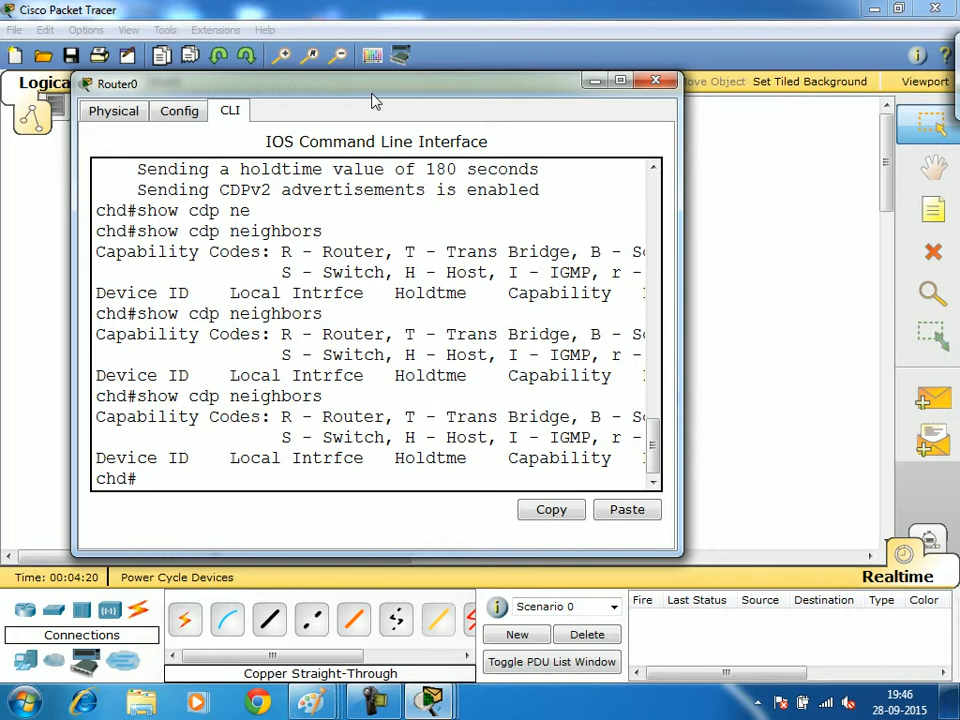 Cisco Packet Tracer
File Edit Options View Tools Extensions Help
Logica
Move Object Set Tiled Background Viewport
Router0
Physical Config CLI
IOS Command Line Interface
Sending a holdtime value of 180 seconds
Sending CDPv2 advertisements is enabled
chd#show cdp ne
chd#show cdp neighbors
Capability Codes: R - Router, T - Trans Bridge, B - So
S - Switch, H - Host, I - IGMP, r -
Device ID Local Intrfce Holdtme Capability
chd#show cdp neighbors
Capability Codes: R - Router, T - Trans Bridge, B - So
S - Switch, H - Host, I - IGMP, r -
Device ID Local Intrfce Holdtme Capability
chd#show cdp neighbors
Capability Codes: R - Router, T - Trans Bridge, B - So
S - Switch, H - Host, I - IGMP, r -
Device ID Local Intrfce Holdtme Capability
chd#
Copy Paste
Time: 00:04:20 Power Cycle Devices
Realtime
Connections
Copper Straight-Through
Scenario 0
New Delete
Toggle PDU List Window
Fire Last Status Source Destination Type Color
19:46
28-09-2015